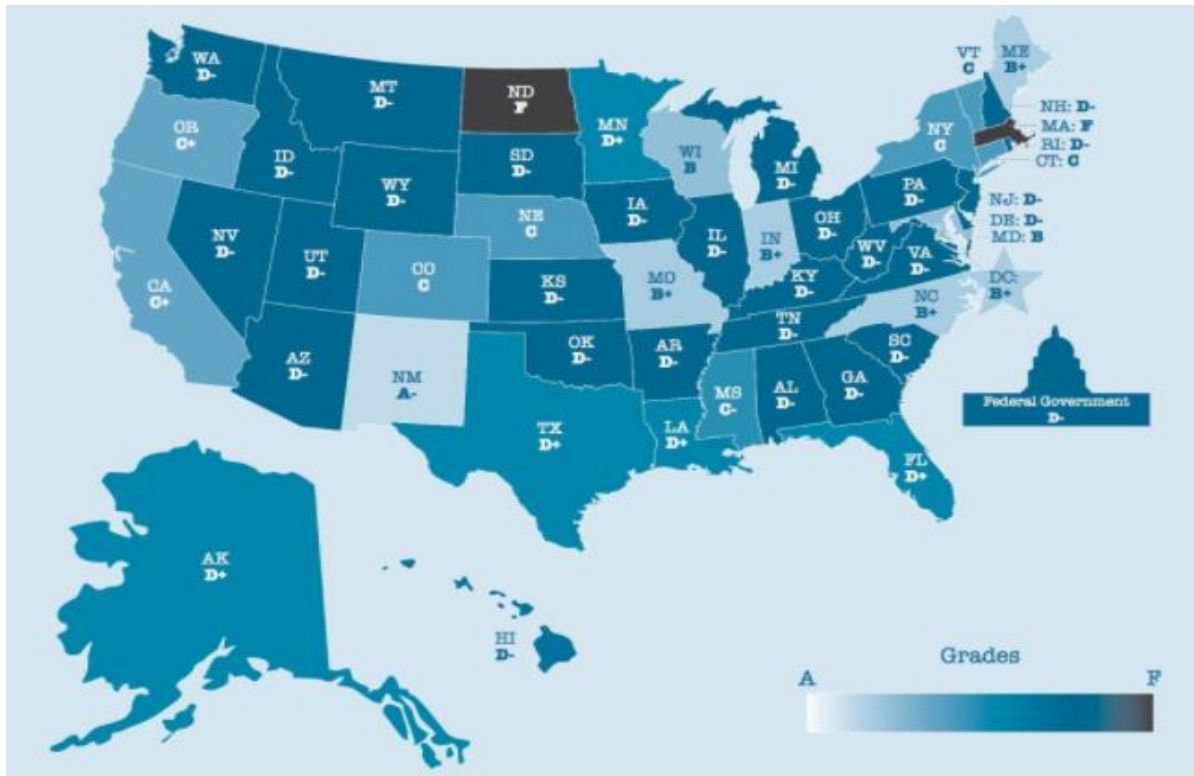 WA
D-
MT
D-
ND
F
MN
D+
VT
C
ME
B+
OR
C+
ID
D-
SD
D-
WI
B
MI
D-
NY
C
NH: D-
MA: F
RI: D-
CT: C
WY
D-
IA
D-
PA
D-
NJ: D-
DE: D-
MD: B
NV
D-
UT
D-
NE
C
IL
D-
IN
B+
OH
D-
WV
D-
VA
D-
CA
C+
CO
C
KS
D-
MO
B+
KY
D-
DC:
B+
NC
B+
AZ
D-
NM
A-
OK
D-
AR
D-
TN
D-
SC
D-
MS
C-
AL
D-
GA
D-
Federal Government
D-
TX
D+
LA
D+
FL
D+
AK
D+
HI
D-
Grades
A
F